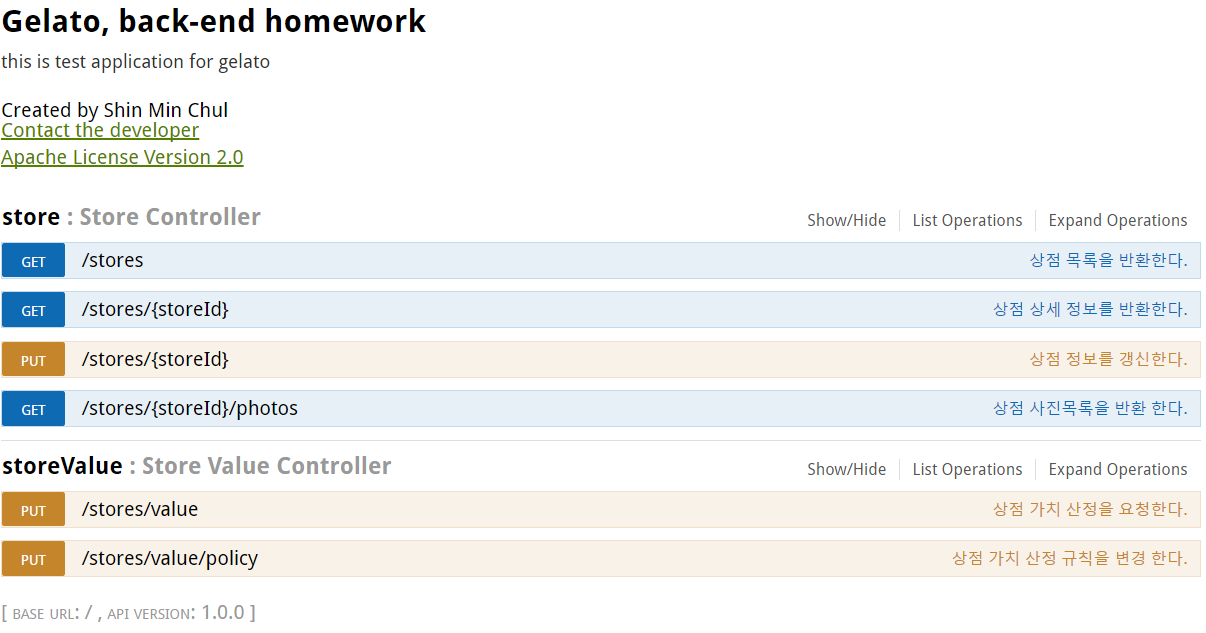 Gelato, back-end homework
this is test application for gelato
Created by Shin Min Chul
Contact the developer
Apache License Version 2.0
store : Store Controller Show/Hide List Operations Expand Operations
GET /stores 상점 목록을 반환한다.
GET /stores/{storeId} 상점 상세 정보를 반환한다.
PUT /stores/{storeId} 상점 정보를 갱신한다.
GET /stores/{storeId}/photos 상점 사진목록을 반환 한다.
storeValue : Store Value Controller Show/Hide List Operations Expand Operations
PUT /stores/value 상점 가치 산정을 요청한다.
PUT /stores/value/policy 상점 가치 산정 규칙을 변경 한다.
[ BASE URL: / , API VERSION: 1.0.0 ]